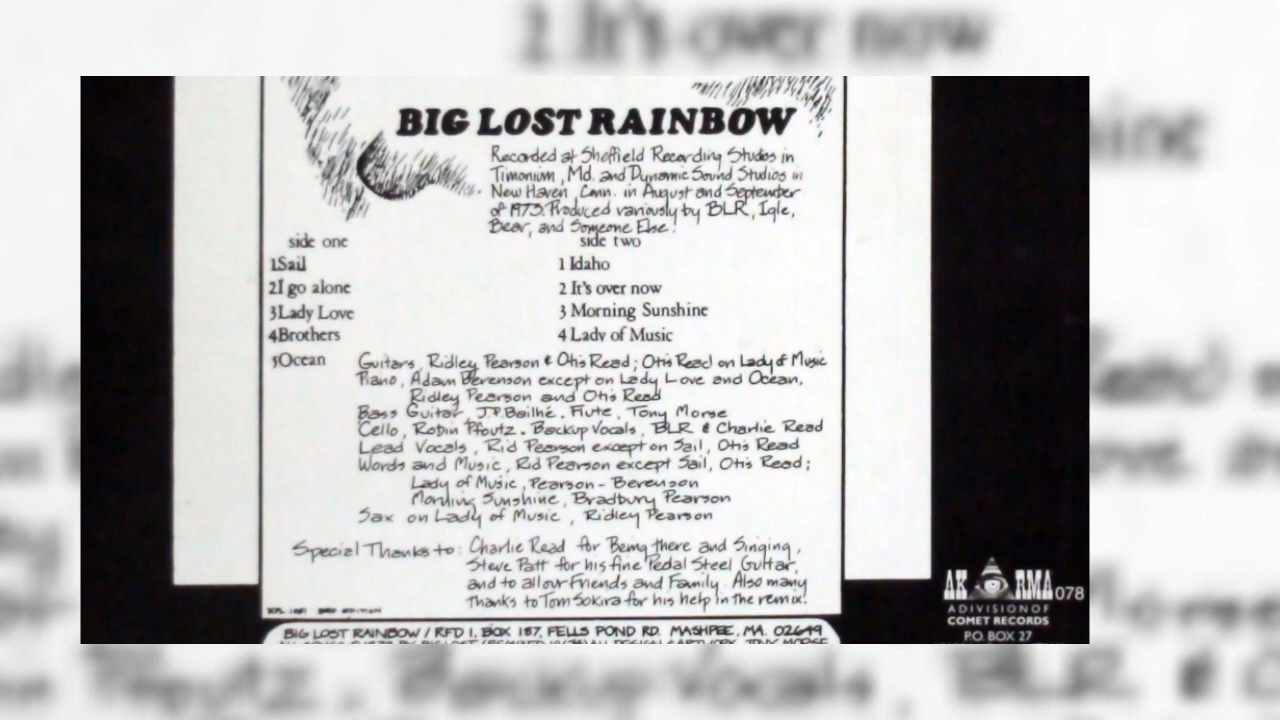 2 It's over now
BIG LOST RAINBOW
Recorded at Sheffield Recording Studios in
Timonium, Md. and Dynamic Sound Studios in
New Haven, Conn. in August and September
of 1973. Produced variously by BLR, Igle,
Bear, and Someone Else.
side one
1 Sail
2 I go alone
3 Lady Love
4 Brothers
5 Ocean
side two
1 Idaho
2 It's over now
3 Morning Sunshine
4 Lady of Music
Guitars, Ridley Pearson & Otis Read; Otis Read on Lady of Music
Piano, Adam Berenson except on Lady Love and Ocean,
Ridley Pearson and Otis Read
Bass Guitar, J.P. Bailhé. Flute, Tony Morse
Cello, Robin Pfoutz. Backup Vocals, BLR & Charlie Read
Lead Vocals, Rid Pearson except on Sail, Otis Read
Words and Music, Rid Pearson except Sail, Otis Read;
Lady of Music, Pearson - Berenson
Morning Sunshine, Bradbury Pearson
Sax on Lady of Music, Ridley Pearson
Special Thanks to: Charlie Read for Being there and Singing,
Steve Patt for his fine Pedal Steel Guitar,
and to all our Friends and Family. Also many
thanks to Tom Sokira for his help in the remix.
BIG LOST RAINBOW / RFD 1, BOX 157, FELLS POND RD. MASHPEE, MA. 02649
AKARMA 078
A DIVISION OF
COMET RECORDS
P.O. BOX 27